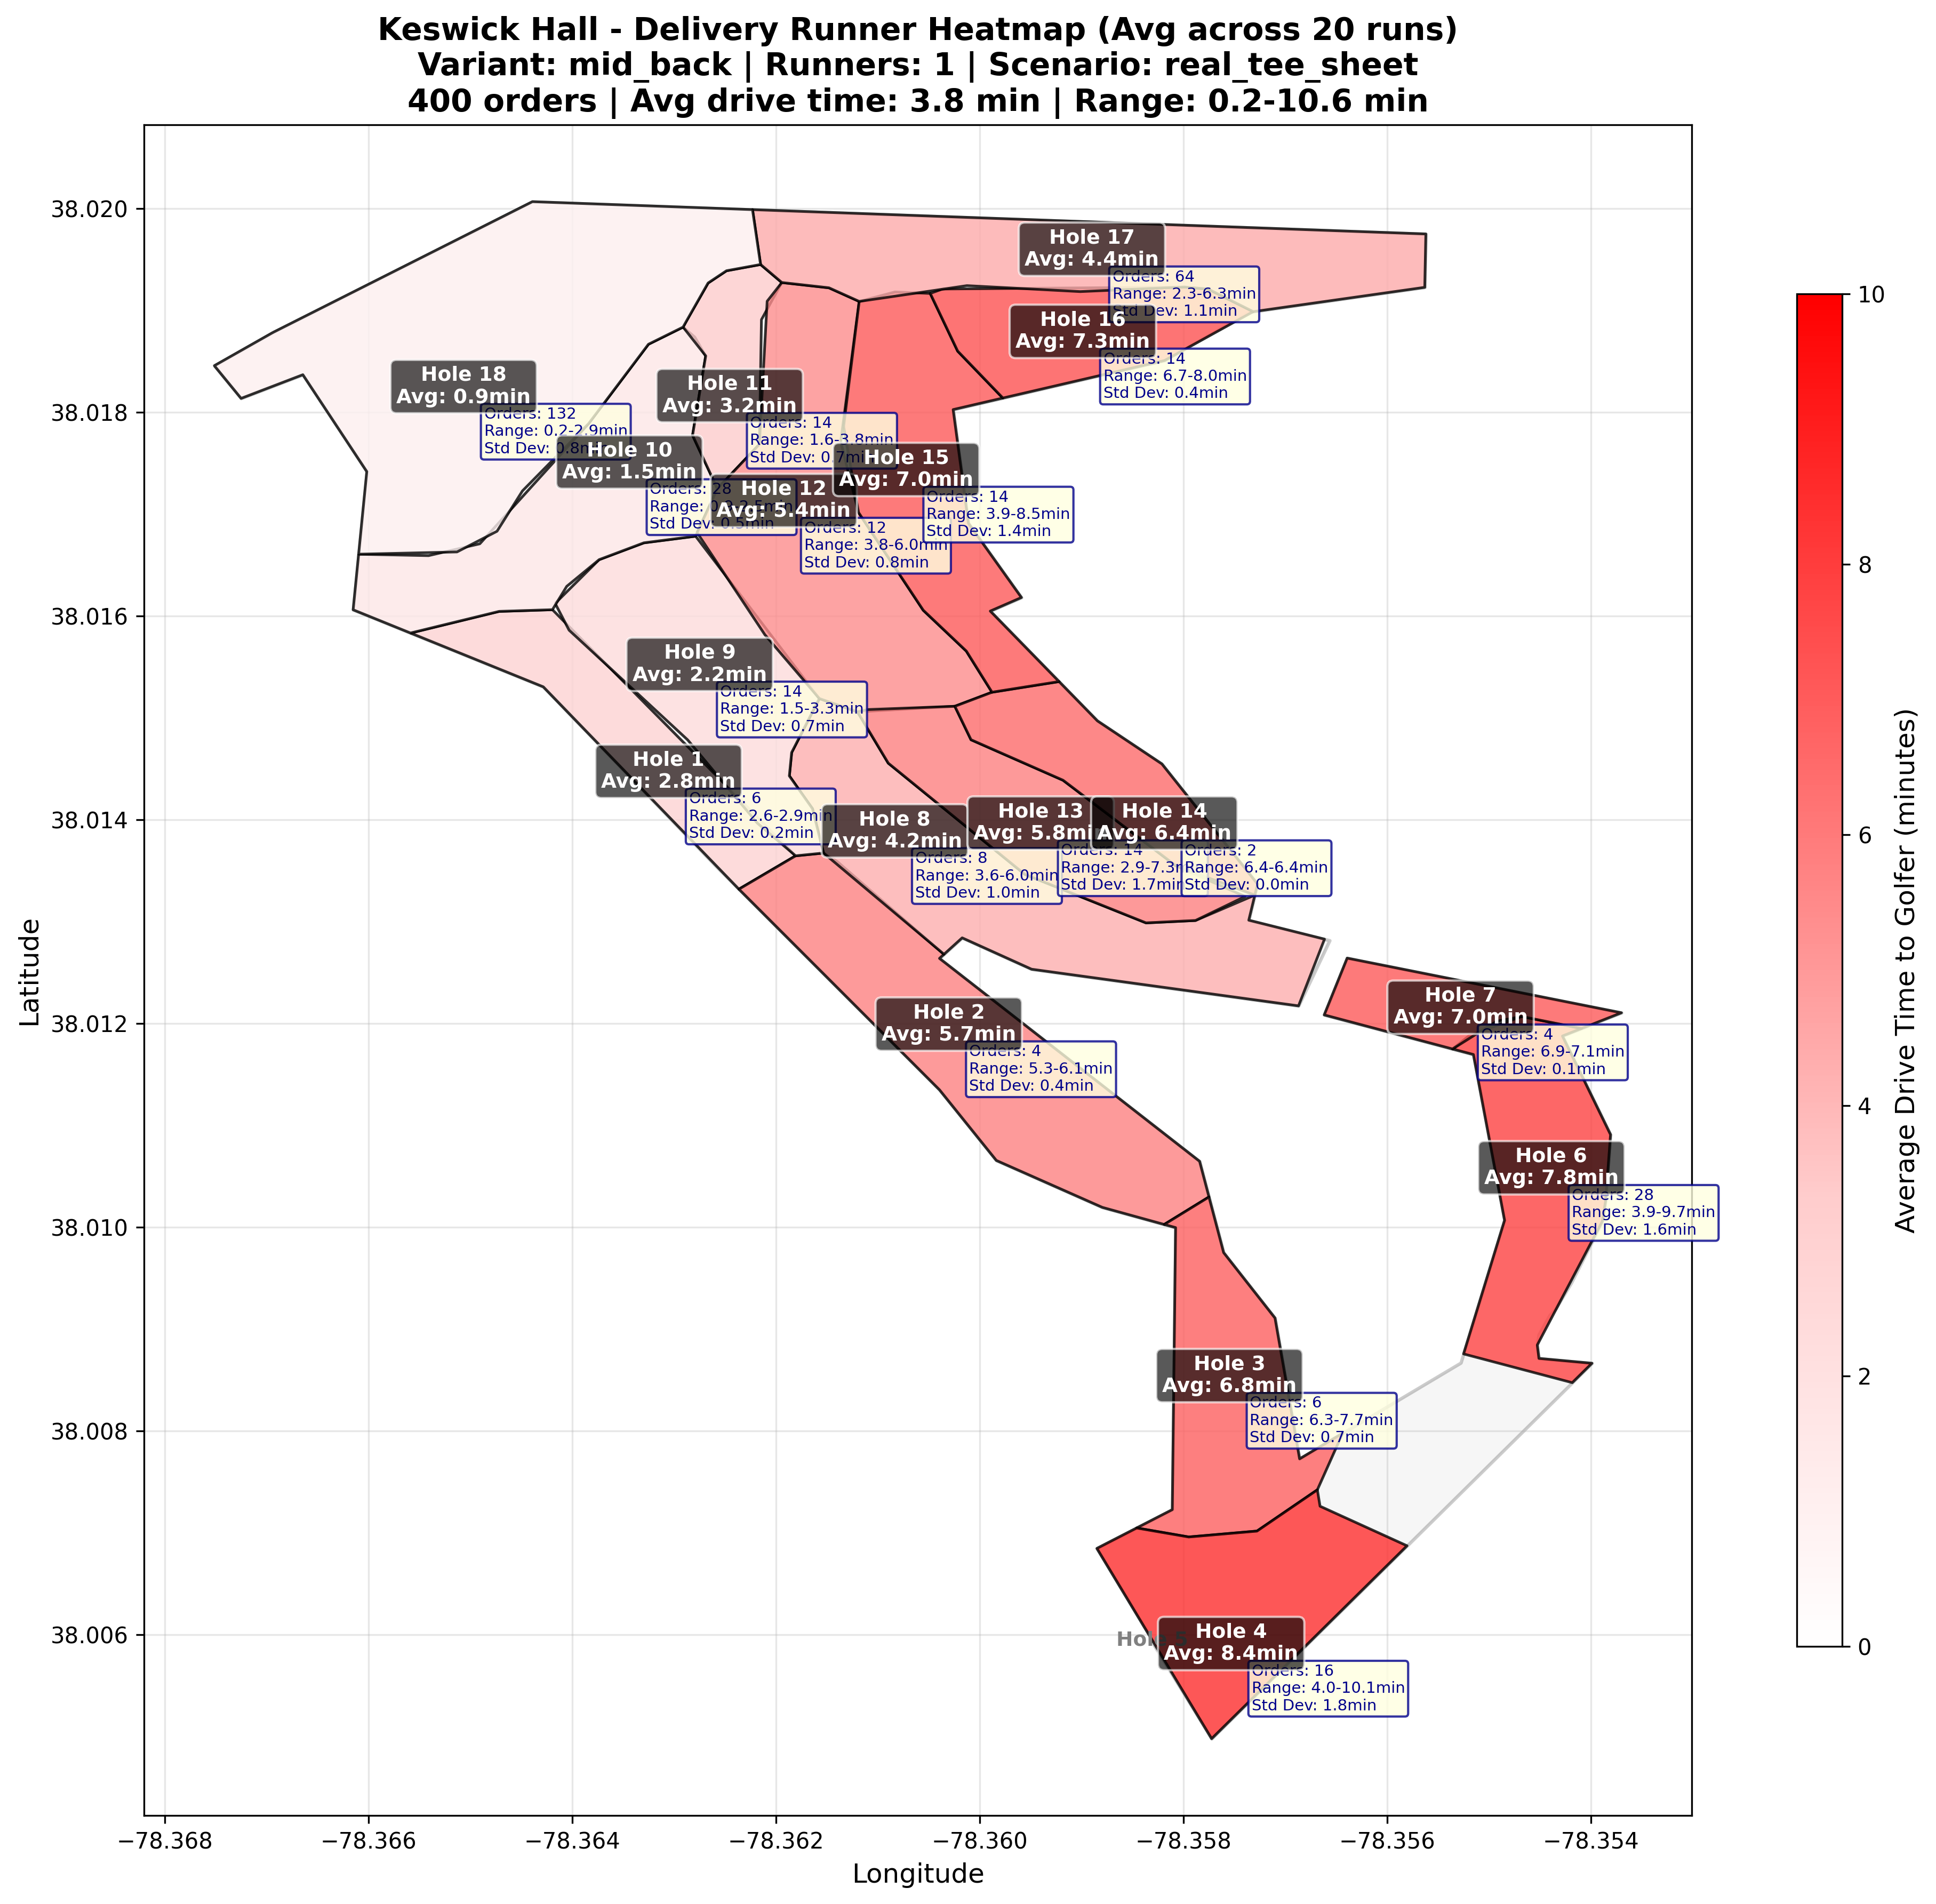 Keswick Hall - Delivery Runner Heatmap (Avg across 20 runs)
Variant: mid_back | Runners: 1 | Scenario: real_tee_sheet
400 orders | Avg drive time: 3.8 min | Range: 0.2-10.6 min
Hole 17
Avg: 4.4min
Orders: 64
Range: 2.3-6.3min
Std Dev: 1.1min
Hole 16
Avg: 7.3min
Orders: 14
Range: 6.7-8.0min
Std Dev: 0.4min
Hole 18
Avg: 0.9min
Orders: 132
Range: 0.2-2.9min
Std Dev: 0.8min
Hole 11
Avg: 3.2min
Orders: 14
Range: 1.6-3.8min
Std Dev: 0.7min
Hole 10
Avg: 1.5min
Orders: 28
Range:
Std Dev: 0.5min
Hole 15
Avg: 7.0min
Orders: 14
Range: 3.9-8.5min
Std Dev: 1.4min
Hole 12
Avg: 5.4min
Orders: 12
Range: 3.8-6.0min
Std Dev: 0.8min
Hole 9
Avg: 2.2min
Orders: 14
Range: 1.5-3.3min
Std Dev: 0.7min
Hole 1
Avg: 2.8min
Orders: 6
Range: 2.6-2.9min
Std Dev: 0.2min
Hole 8
Avg: 4.2min
Orders: 8
Range: 3.6-6.0min
Std Dev: 1.0min
Hole 13
Avg: 5.8min
Orders: 14
Range: 2.9-7.3min
Std Dev: 1.7min
Hole 14
Avg: 6.4min
Orders: 2
Range: 6.4-6.4min
Std Dev: 0.0min
Hole 7
Avg: 7.0min
Orders: 4
Range: 6.9-7.1min
Std Dev: 0.1min
Hole 2
Avg: 5.7min
Orders: 4
Range: 5.3-6.1min
Std Dev: 0.4min
Hole 6
Avg: 7.8min
Orders: 28
Range: 3.9-9.7min
Std Dev: 1.6min
Hole 3
Avg: 6.8min
Orders: 6
Range: 6.3-7.7min
Std Dev: 0.7min
Hole 5
Hole 4
Avg: 8.4min
Orders: 16
Range: 4.0-10.1min
Std Dev: 1.8min
38.020
38.018
38.016
38.014
38.012
38.010
38.008
38.006
Latitude
−78.368
−78.366
−78.364
−78.362
−78.360
−78.358
−78.356
−78.354
Longitude
10
8
6
4
2
0
Average Drive Time to Golfer (minutes)